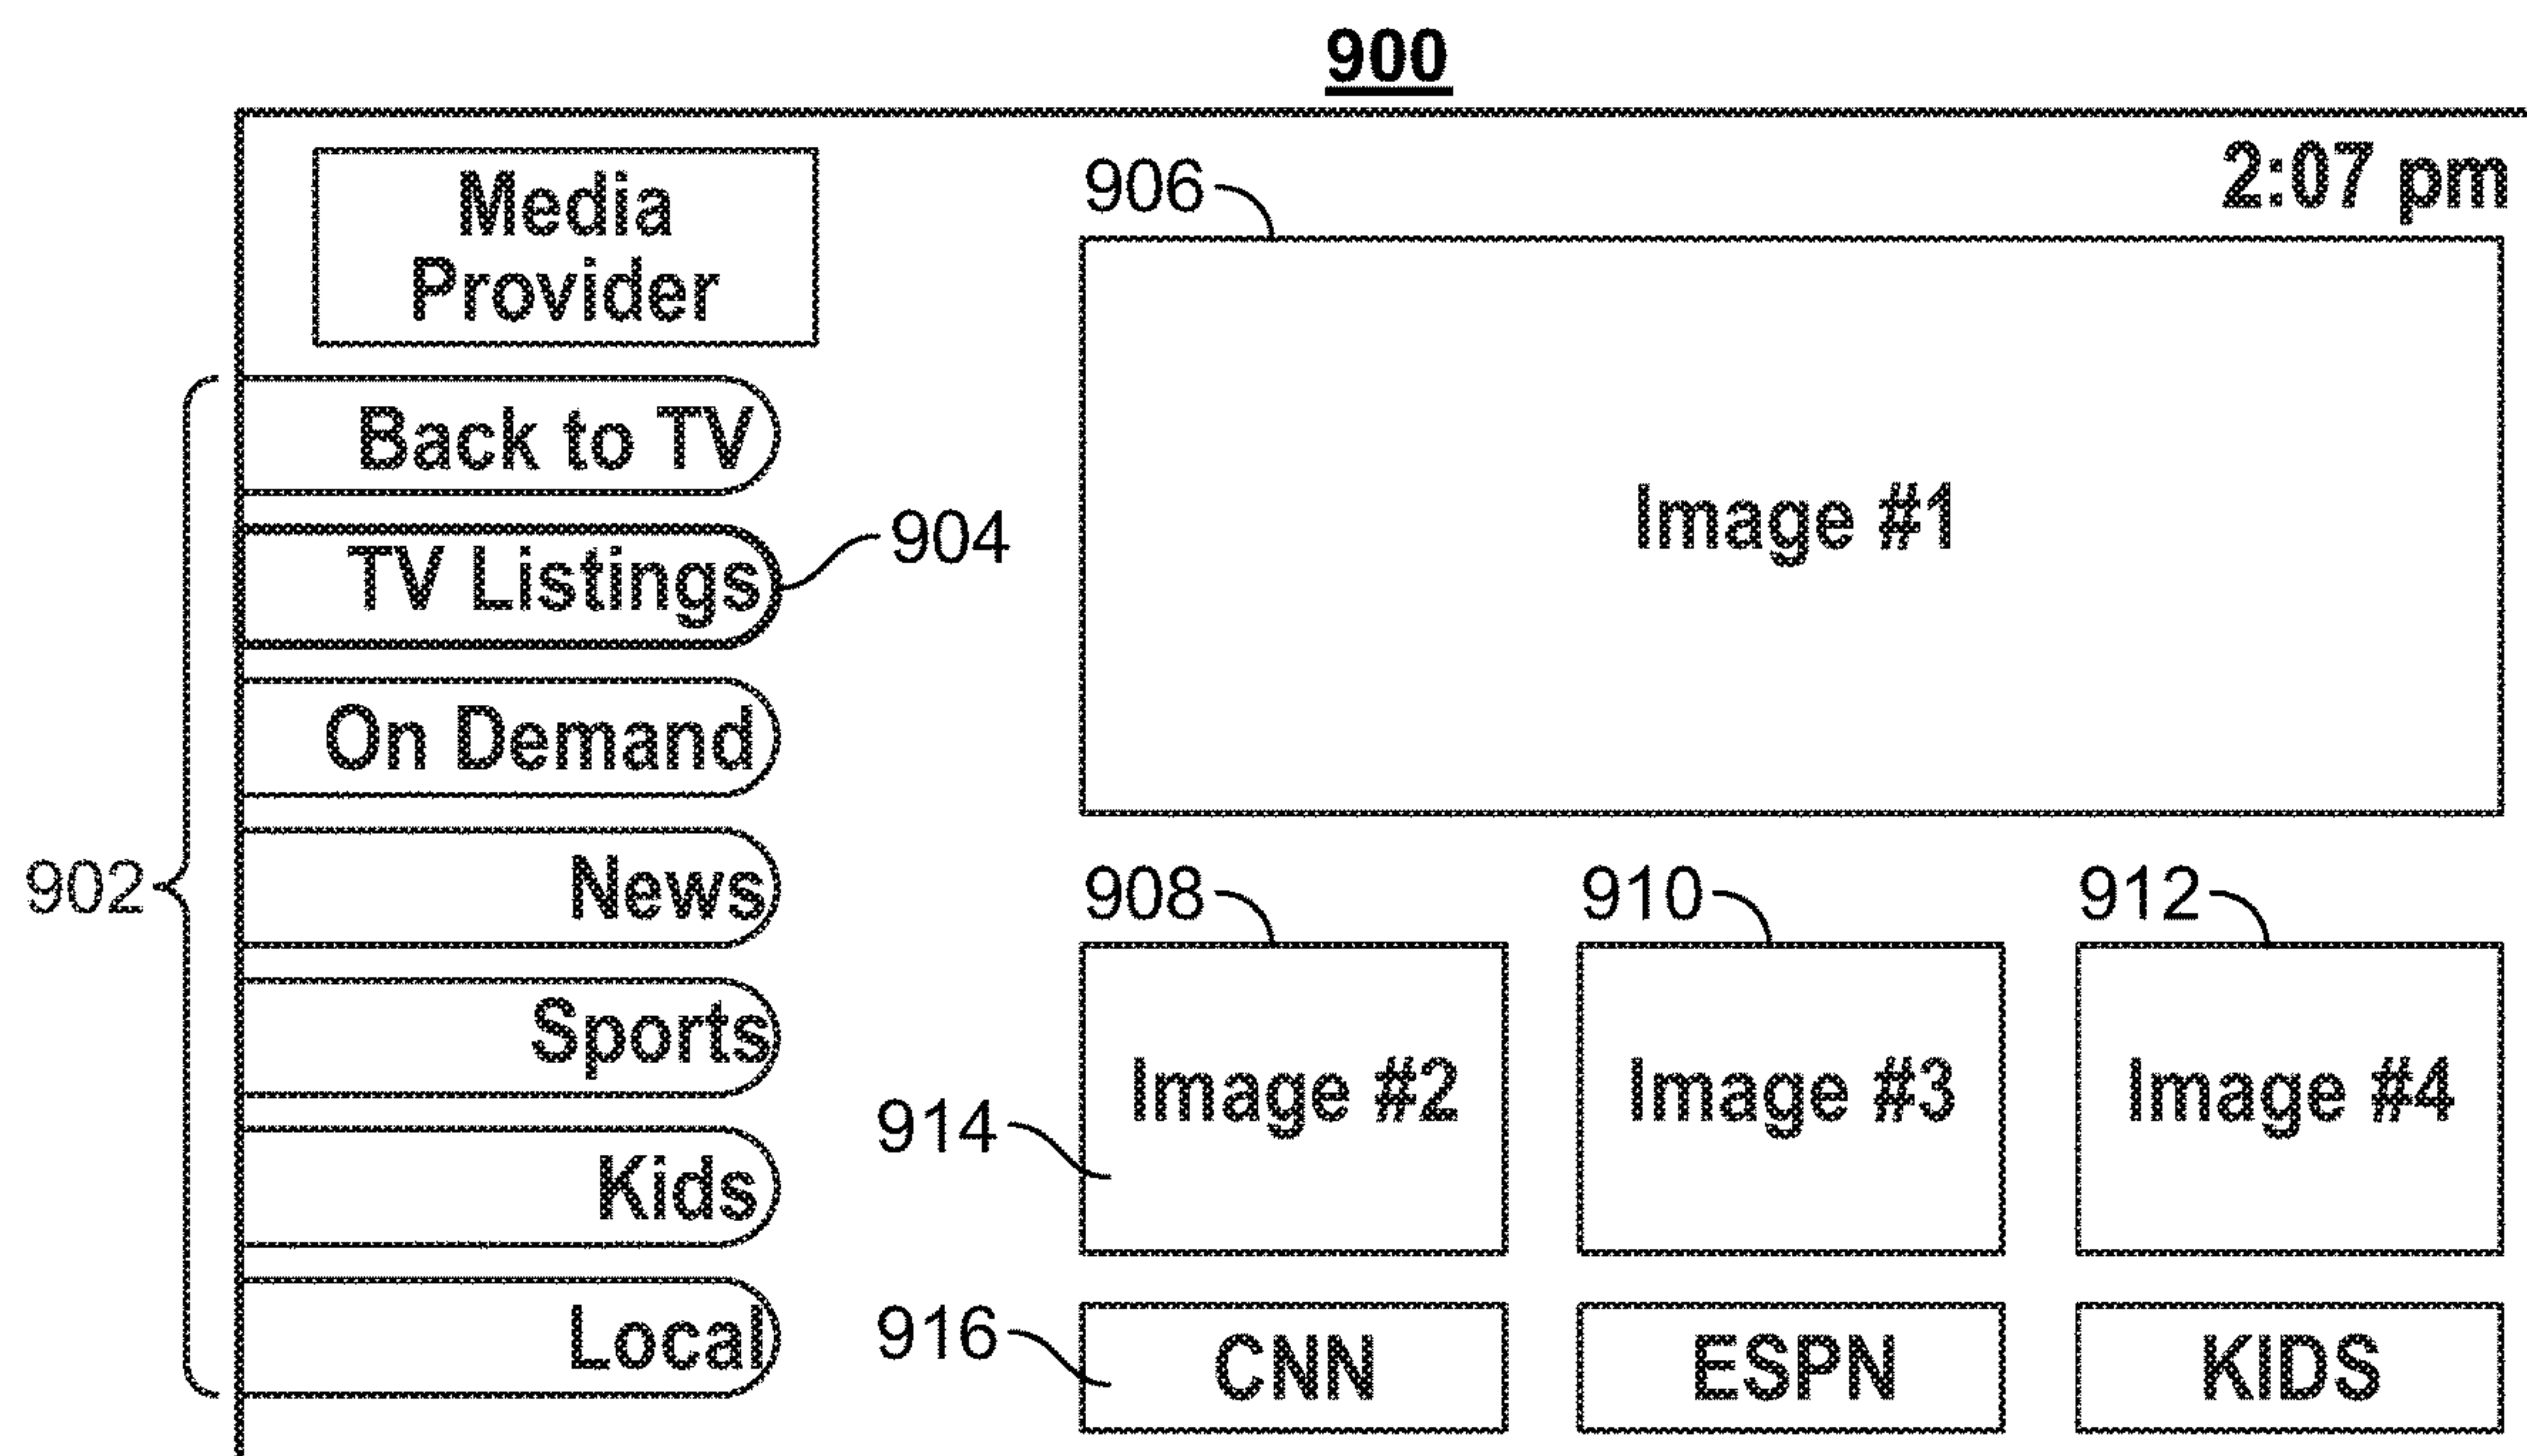 900
2:07 pm
Media
Provider
906
Back to TV
Image #1
904
TV Listings
On Demand
902
News
908
910
912
Sports
Image #2
Image #3
Image #4
914
Kids
916
Local
CNN
ESPN
KIDS